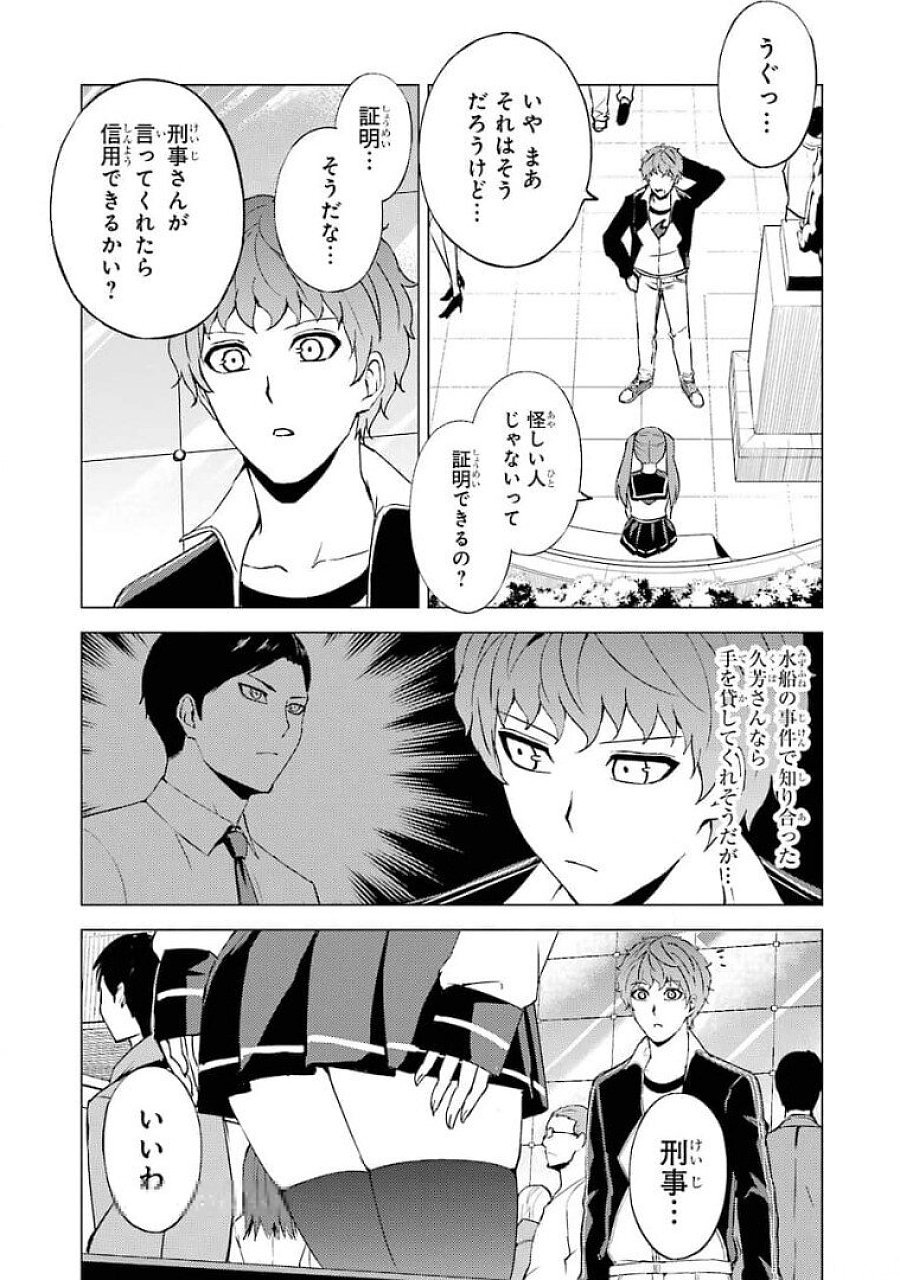 うぐっ…
いや まあ
それはそう
だろうけど…
怪しい人
じゃないって
証明できるの？
証明…
そうだな…
刑事さんが
言ってくれたら
信用できるかい？
水船の事件で知り合った
久芳さんなら
手を貸してくれそうだが…
刑事…
いいわ